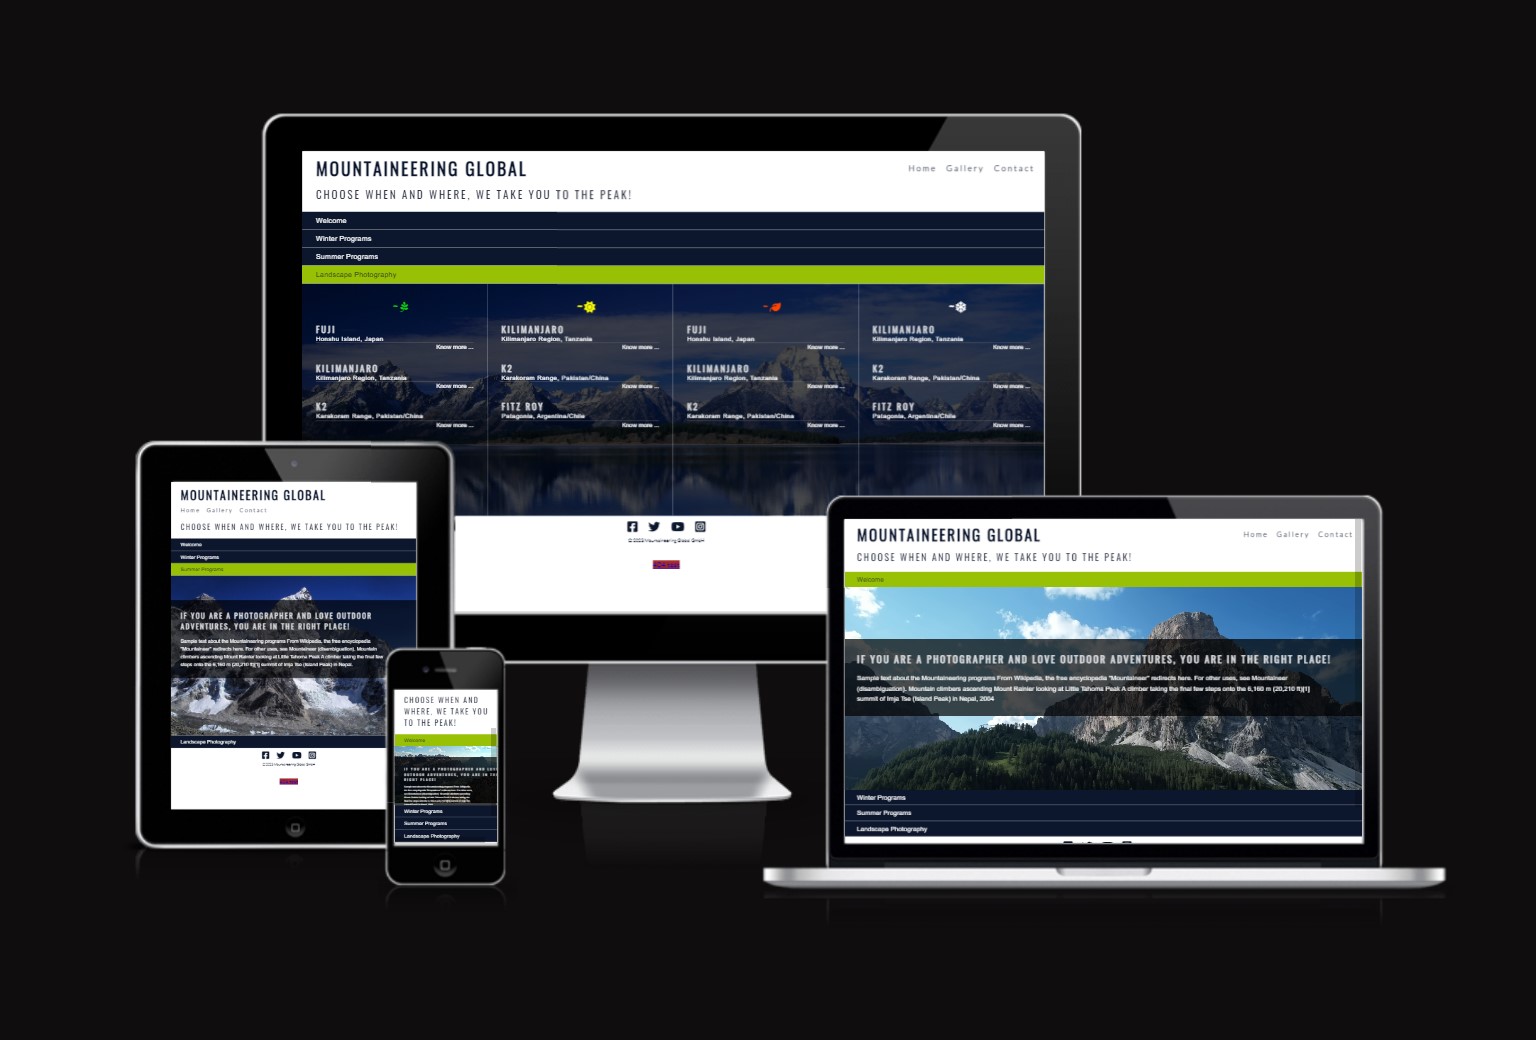 MOUNTAINEERING GLOBAL
Home Gallery Contact
CHOOSE WHEN AND WHERE, WE TAKE YOU TO THE PEAK!
Welcome
Winter Programs
Summer Programs
Landscape Photography
FUJI
Honshu Island, Japan
Know more ...
KILIMANJARO
Kilimanjaro Region, Tanzania
Know more ...
K2
Karakoram Range, Pakistan/China
Know more ...
KILIMANJARO
Kilimanjaro Region, Tanzania
Know more ...
K2
Karakoram Range, Pakistan/China
Know more ...
FITZ ROY
Patagonia, Argentina/Chile
Know more ...
FUJI
Honshu Island, Japan
Know more ...
KILIMANJARO
Kilimanjaro Region, Tanzania
Know more ...
K2
Karakoram Range, Pakistan/China
Know more ...
KILIMANJARO
Kilimanjaro Region, Tanzania
Know more ...
K2
Karakoram Range, Pakistan/China
Know more ...
FITZ ROY
Patagonia, Argentina/Chile
Know more ...
Mountaineering Global GmbH
MOUNTAINEERING GLOBAL
Home Gallery Contact
CHOOSE WHEN AND WHERE, WE TAKE YOU TO THE PEAK!
Welcome
Winter Programs
Summer Programs
IF YOU ARE A PHOTOGRAPHER AND LOVE OUTDOOR
ADVENTURES, YOU ARE IN THE RIGHT PLACE!
Sample text about the Mountaineering programs From Wikipedia, the free encyclopedia
"Mountaineer" redirects here. For other uses, see Mountaineer (disambiguation). Mountain
climbers ascending Mount Rainier looking at Little Tahoma Peak A climber taking the final few
steps onto the 6,160 m (20,210 ft)[1] summit of Imja Tse (Island Peak) in Nepal.
Landscape Photography
CHOOSE WHEN AND
WHERE, WE TAKE YOU
TO THE PEAK!
Welcome
IF YOU ARE A PHOTOGRAPHER AND LOVE
OUTDOOR ADVENTURES, YOU ARE IN THE
RIGHT PLACE!
Winter Programs
Summer Programs
Landscape Photography
MOUNTAINEERING GLOBAL
Home Gallery Contact
CHOOSE WHEN AND WHERE, WE TAKE YOU TO THE PEAK!
Welcome
IF YOU ARE A PHOTOGRAPHER AND LOVE OUTDOOR ADVENTURES, YOU ARE IN THE RIGHT PLACE!
Sample text about the Mountaineering programs From Wikipedia, the free encyclopedia "Mountaineer" redirects here. For other uses, see Mountaineer
(disambiguation). Mountain climbers ascending Mount Rainier looking at Little Tahoma Peak A climber taking the final few steps onto the 6,160 m (20,210 ft)[1]
summit of Imja Tse (Island Peak) in Nepal, 2004
Winter Programs
Summer Programs
Landscape Photography